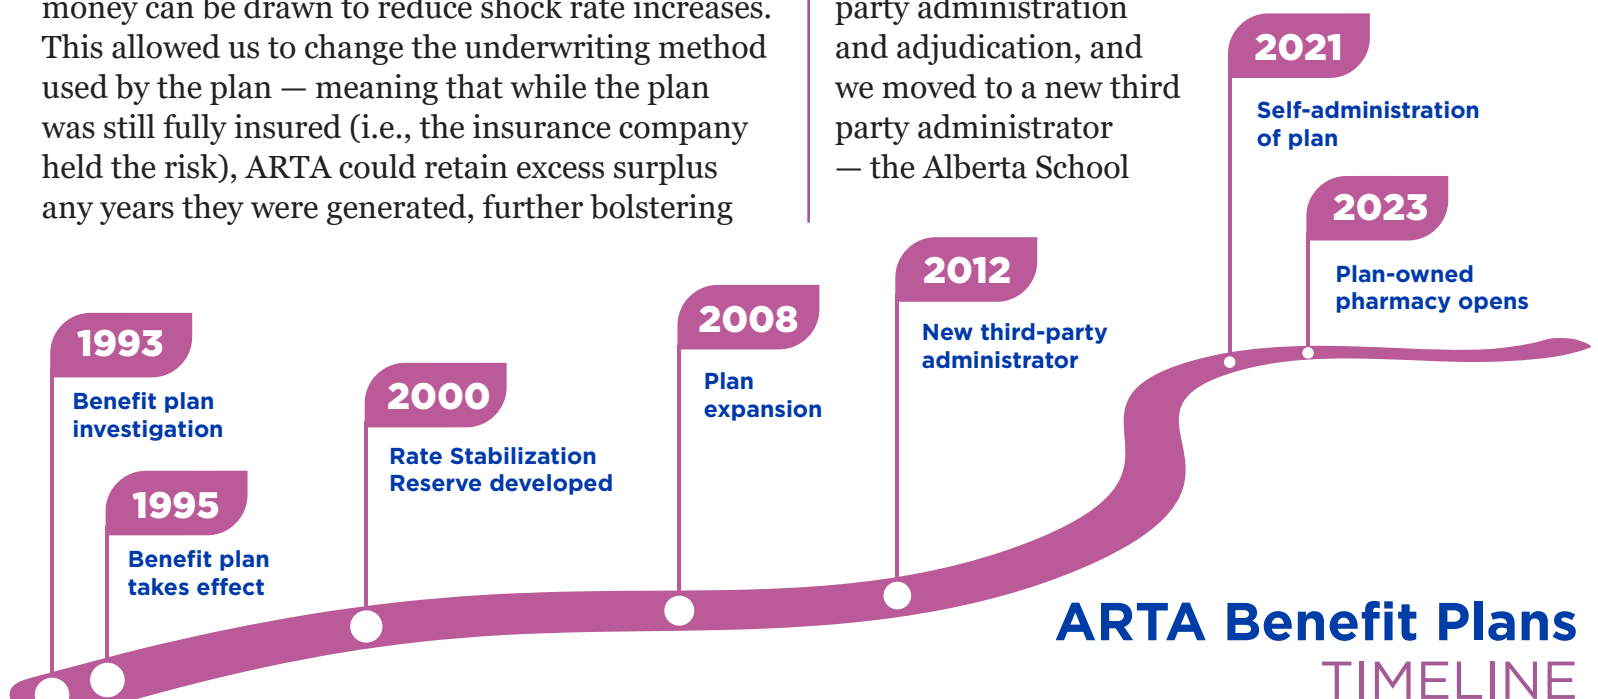 money can be drawn to reduce shock rate increases.
This allowed us to change the underwriting method
used by the plan — meaning that while the plan
was still fully insured (i.e., the insurance company
held the risk), ARTA could retain excess surplus
any years they were generated, further bolstering
party administration
and adjudication, and
we moved to a new third
party administrator
— the Alberta School
1993
Benefit plan
investigation
1995
Benefit plan
takes effect
2000
Rate Stabilization
Reserve developed
2008
Plan
expansion
2012
New third-party
administrator
2021
Self-administration
of plan
2023
Plan-owned
pharmacy opens
ARTA Benefit Plans
TIMELINE